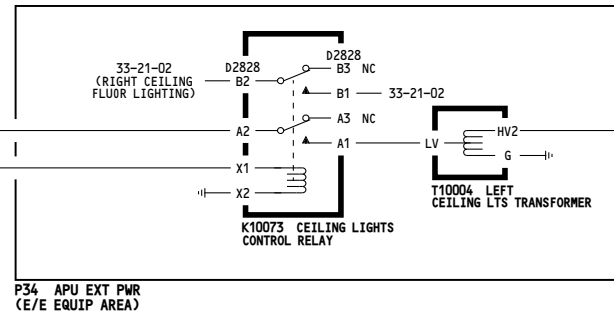 33-21-02
(RIGHT CEILING
FLUOR LIGHTING)
D2828
B2
D2828
B3 NC
B1
33-21-02
A2
A3 NC
A1
X1
X2
K10073 CEILING LIGHTS
CONTROL RELAY
LV
HV2
G
T10004 LEFT
CEILING LTS TRANSFORMER
P34 APU EXT PWR
(E/E EQUIP AREA)